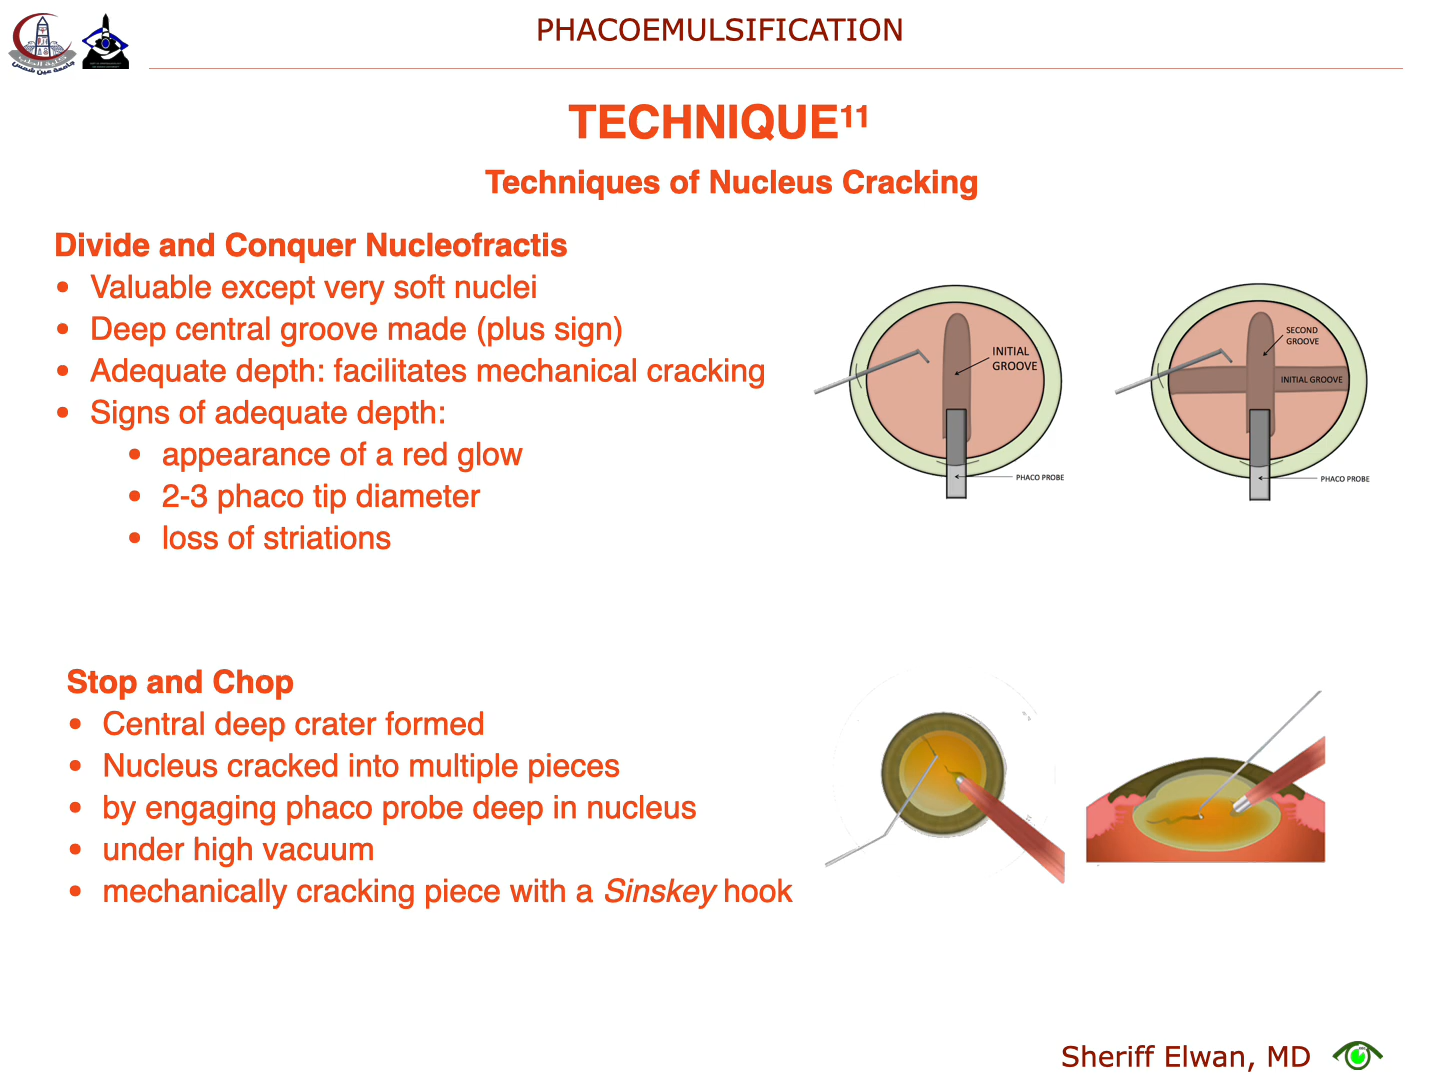 PHACOEMULSIFICATION
TECHNIQUE11
Techniques of Nucleus Cracking
Divide and Conquer Nucleofractis
• Valuable except very soft nuclei
• Deep central groove made (plus sign)
• Adequate depth: facilitates mechanical cracking
• Signs of adequate depth:
• appearance of a red glow
• 2-3 phaco tip diameter
• loss of striations
INITIAL
GROOVE
PHACO PROBE
SECOND
GROOVE
INITIAL GROOVE
PHACO PROBE
Stop and Chop
• Central deep crater formed
• Nucleus cracked into multiple pieces
• by engaging phaco probe deep in nucleus
• under high vacuum
• mechanically cracking piece with a Sinskey hook
Sheriff Elwan, MD